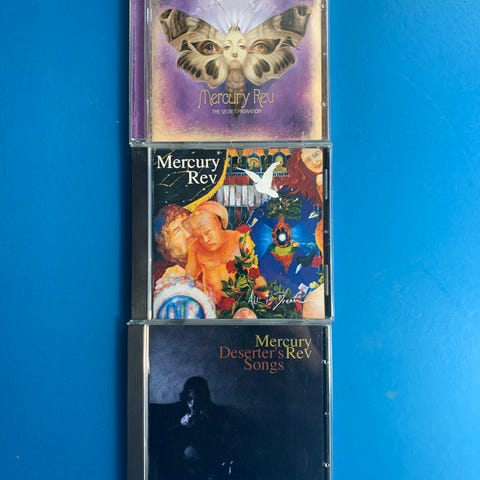 Mercury Rev
THE SECRET MIGRATION
Mercury
Rev
All is Dream
Mercury
Deserter's Rev
Songs